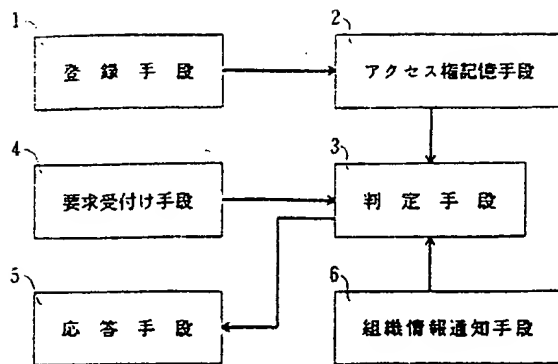 1
登録手段
2
アクセス権記憶手段
4
要求受付け手段
3
判定手段
5
応答手段
6
組織情報通知手段